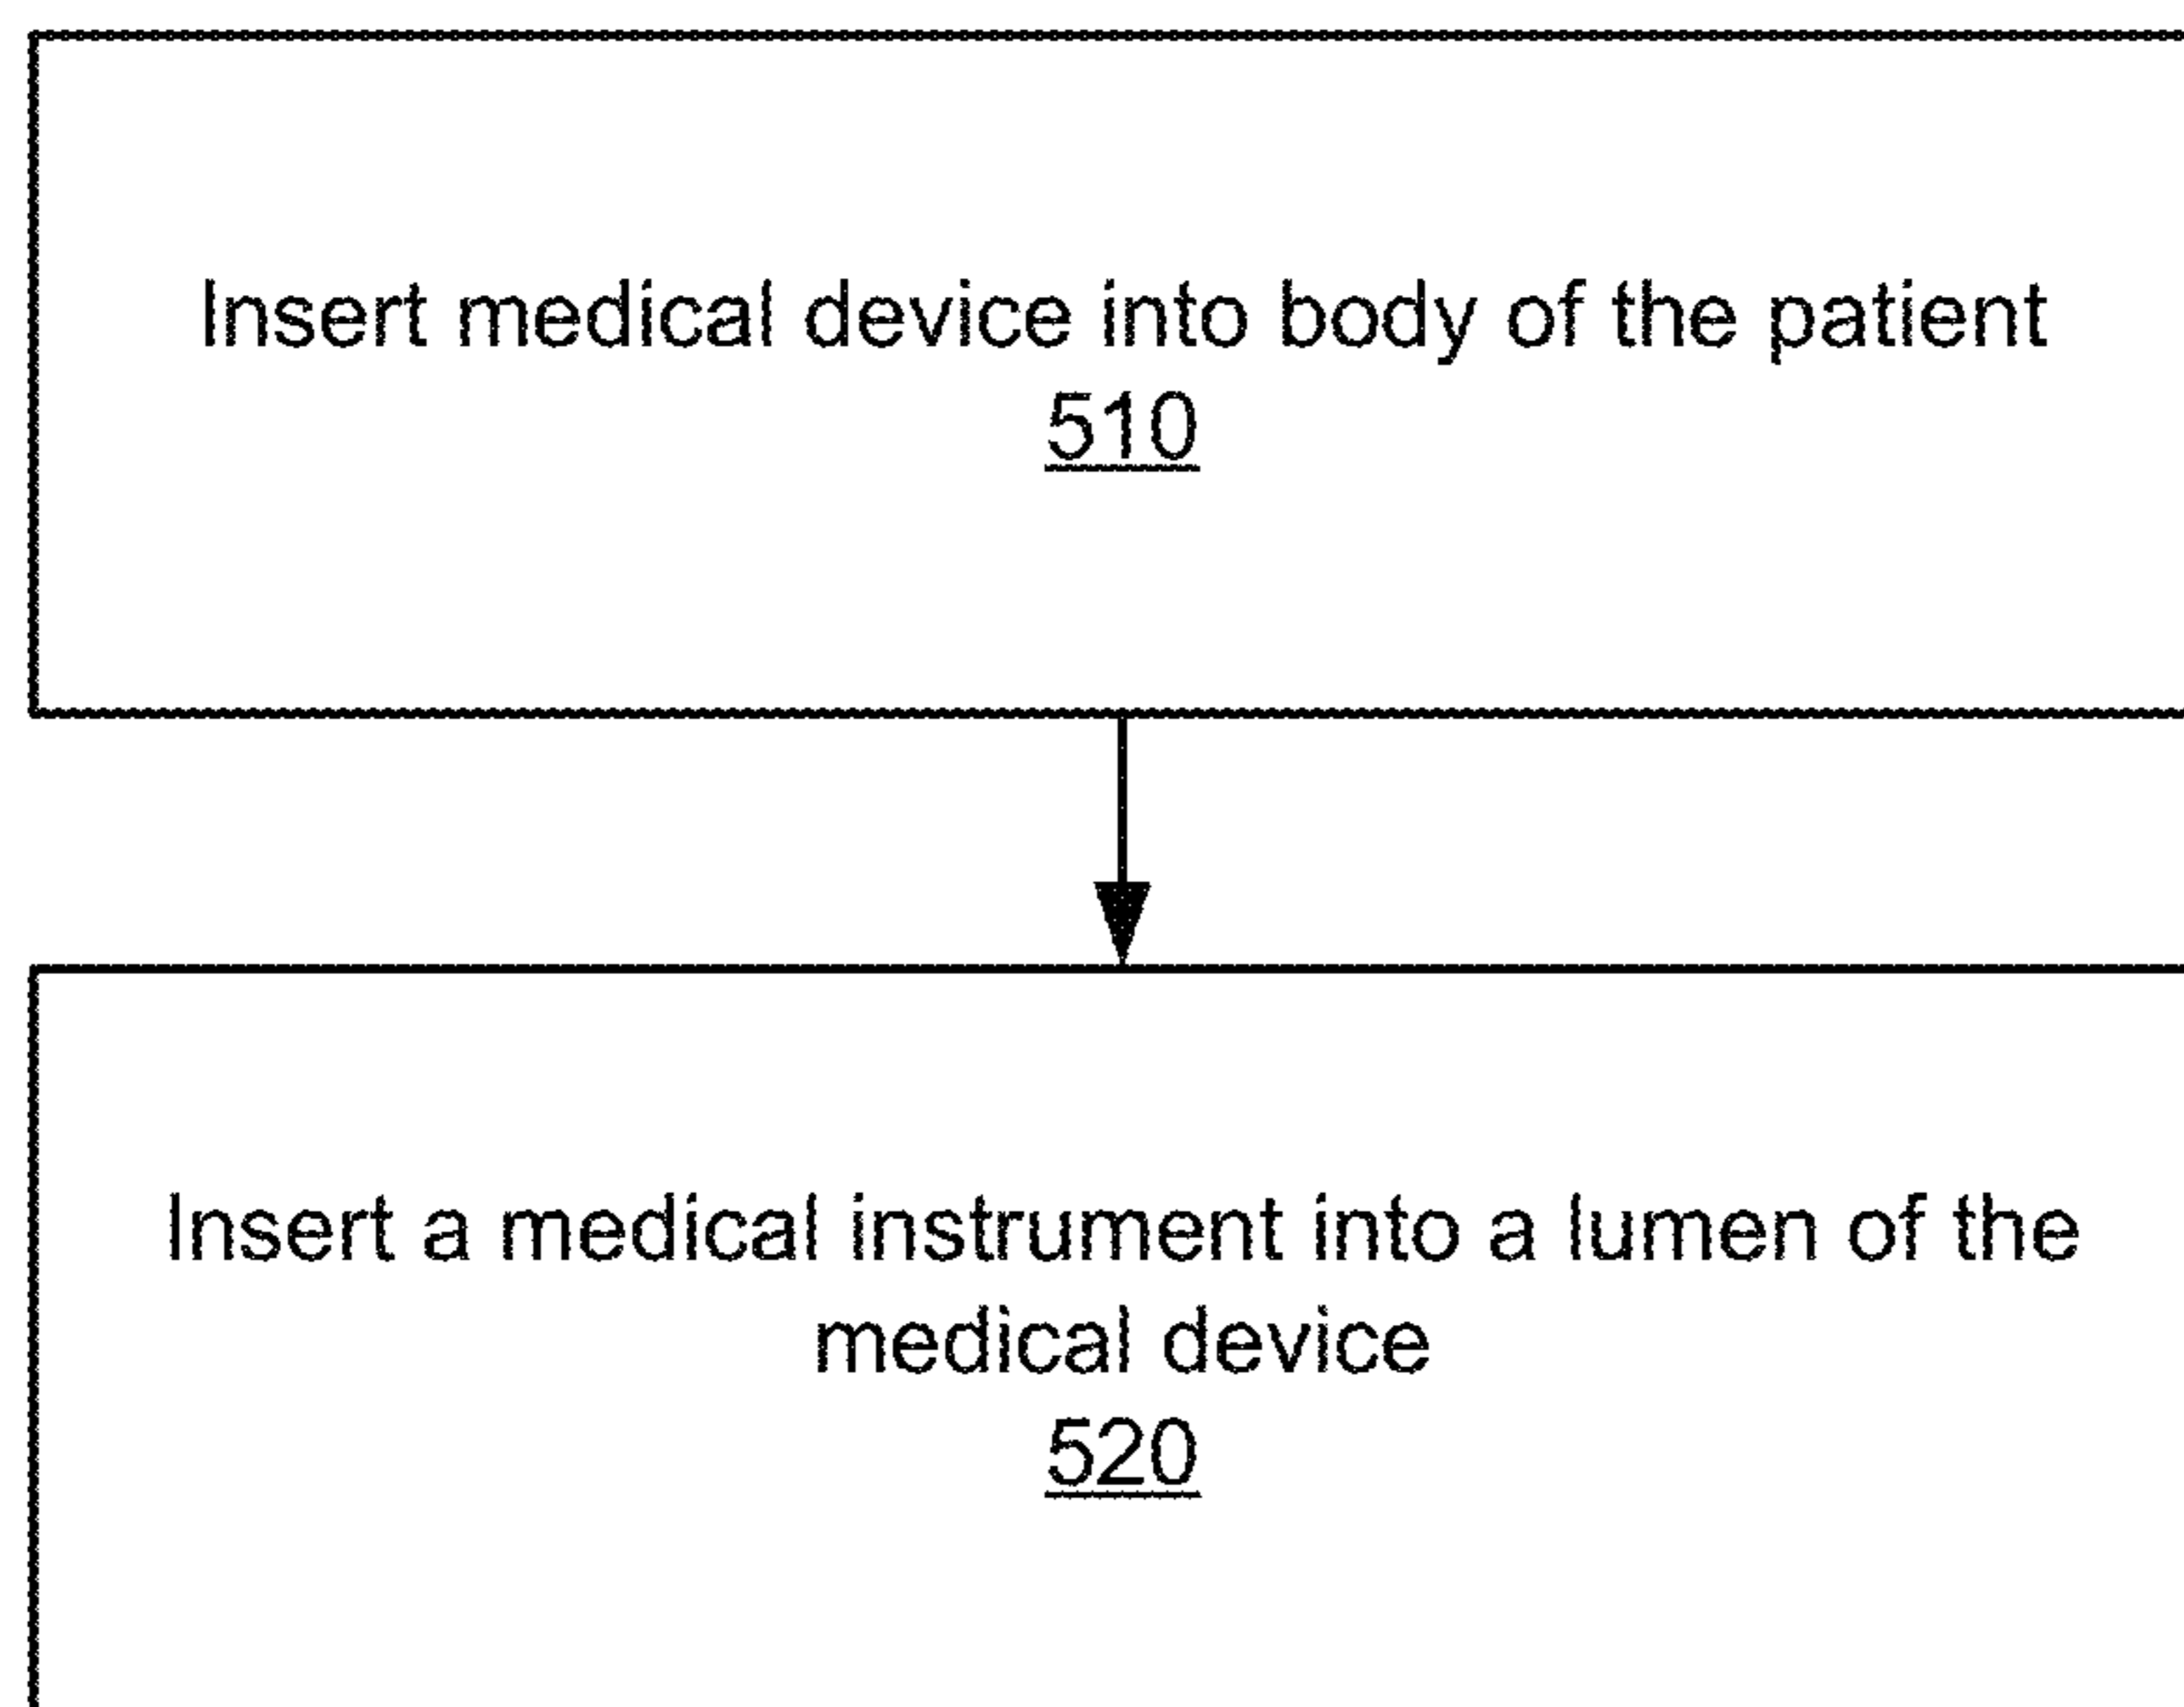 Insert medical device into body of the patient
510
Insert a medical instrument into a lumen of the
medical device
520